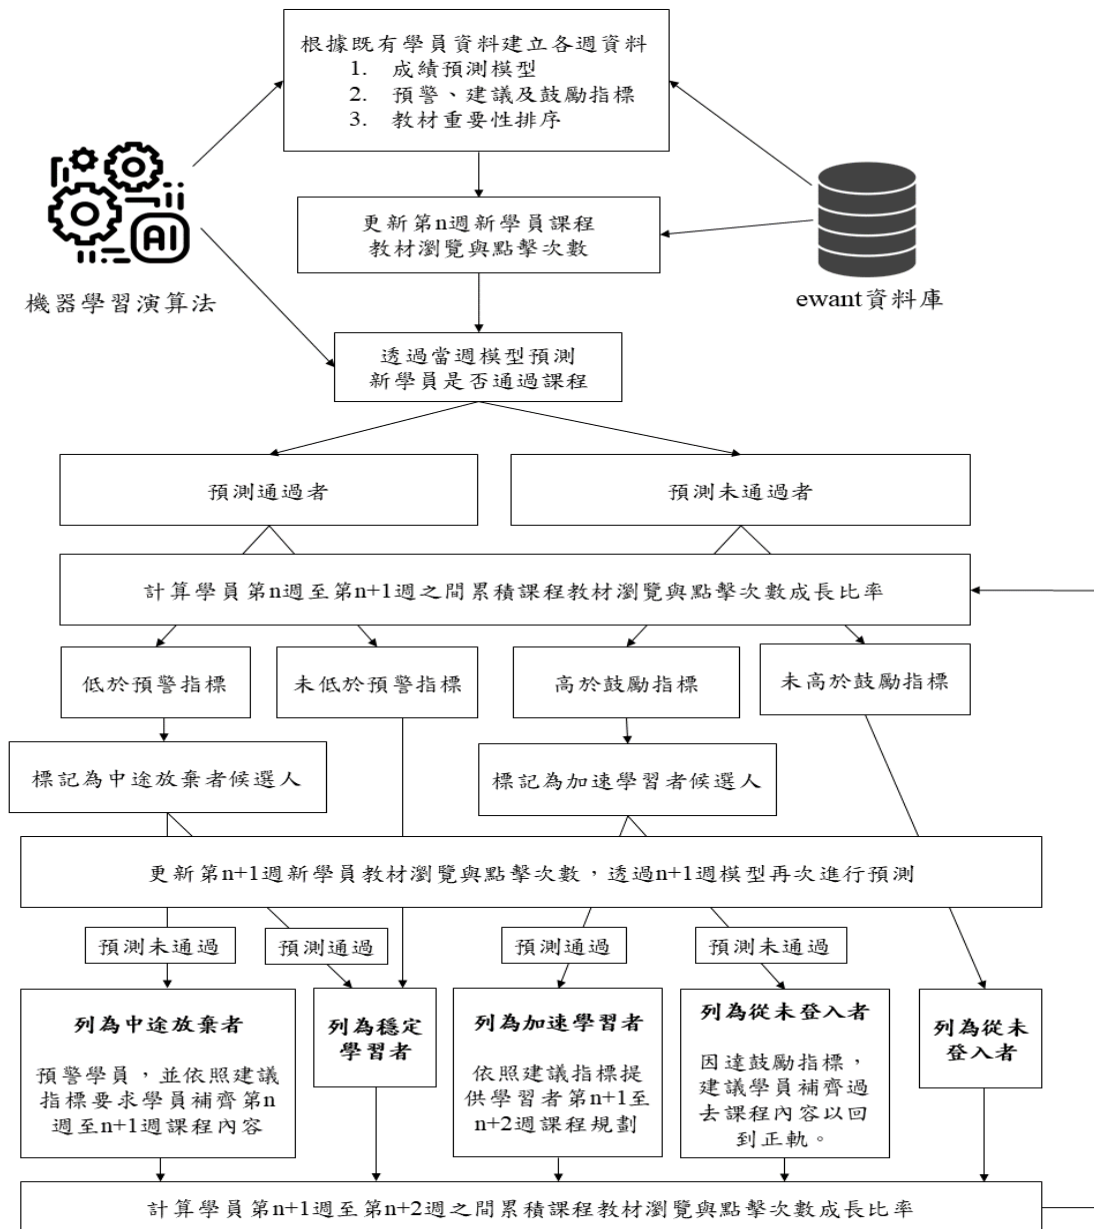 根據既有學員資料建立各週資料
1. 成績預測模型
2. 預警、建議及鼓勵指標
3. 教材重要性排序
AI
機器學習演算法
更新第n週新學員課程
教材瀏覽與點擊次數
ewant資料庫
透過當週模型預測
新學員是否通過課程
預測通過者
預測未通過者
計算學員第n週至第n+1週之間累積課程教材瀏覽與點擊次數成長比率
低於預警指標
未低於預警指標
高於鼓勵指標
未高於鼓勵指標
標記為中途放棄者候選人
標記為加速學習者候選人
更新第n+1週新學員教材瀏覽與點擊次數，透過n+1週模型再次進行預測
預測未通過
預測通過
預測通過
預測未通過
列為中途放棄者
預警學員，並依照建議
指標要求學員補齊第n
週至n+1週課程內容
列為穩定
學習者
列為加速學習者
依照建議指標提
供學習者第n+1至
n+2週課程規劃
列為從未登入者
因達鼓勵指標，
建議學員補齊過
去課程內容以回
到正軌。
列為從未
登入者
計算學員第n+1週至第n+2週之間累積課程教材瀏覽與點擊次數成長比率